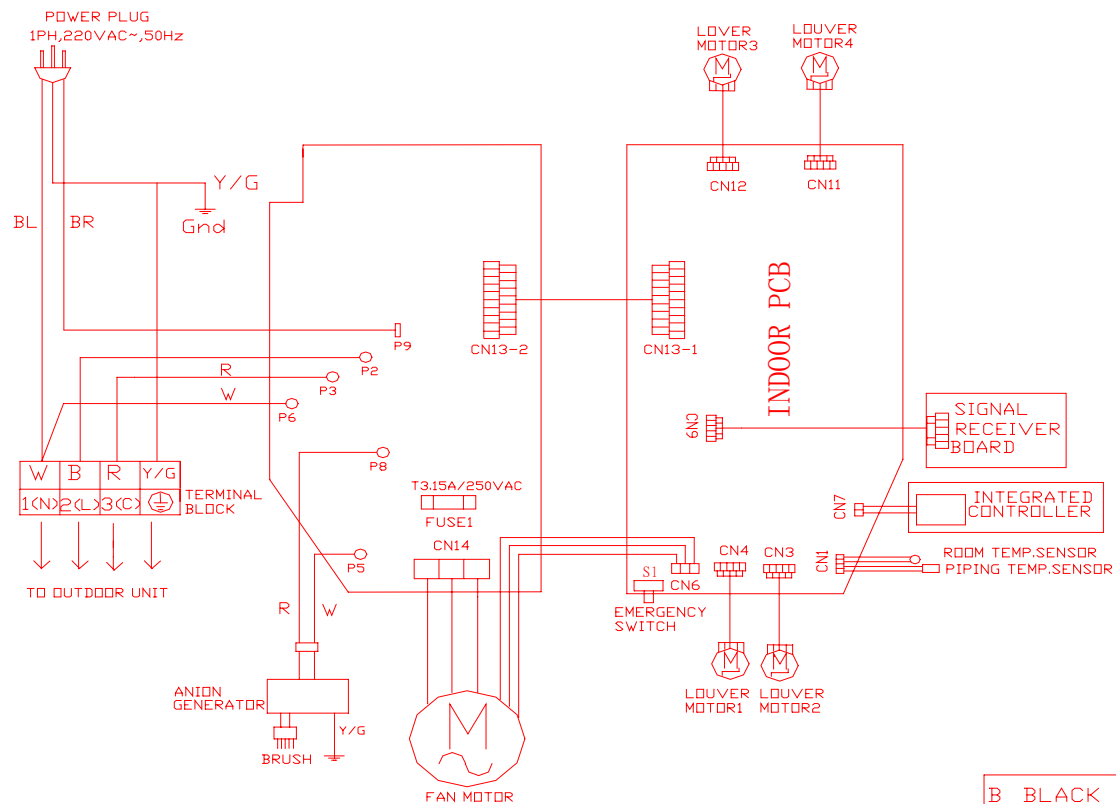 POWER PLUG
1PH,220VAC~,50Hz
LOVER
MOTOR3
LOUVER
MOTOR4
CN12
CN11
Y/G
Gnd
BL
BR
CN13-2
CN13-1
INDOOR PCB
P9
P2
R
P3
W
P6
P8
CN9
SIGNAL
RECEIVER
BOARD
W
B
R
Y/G
1(N)
2(L)
3(C)
TERMINAL
BLOCK
TO OUTDOOR UNIT
T3.15A/250VAC
FUSE1
CN14
P5
CN7
INTEGRATED
CONTROLLER
CN1
ROOM TEMP.SENSOR
PIPING TEMP.SENSOR
CN6
S1
EMERGENCY
SWITCH
CN4
CN3
M
M
M
M
LOUVER
MOTOR1
LOUVER
MOTOR2
R
W
ANION
GENERATOR
Y/G
BRUSH
M
FAN MOTOR
B BLACK